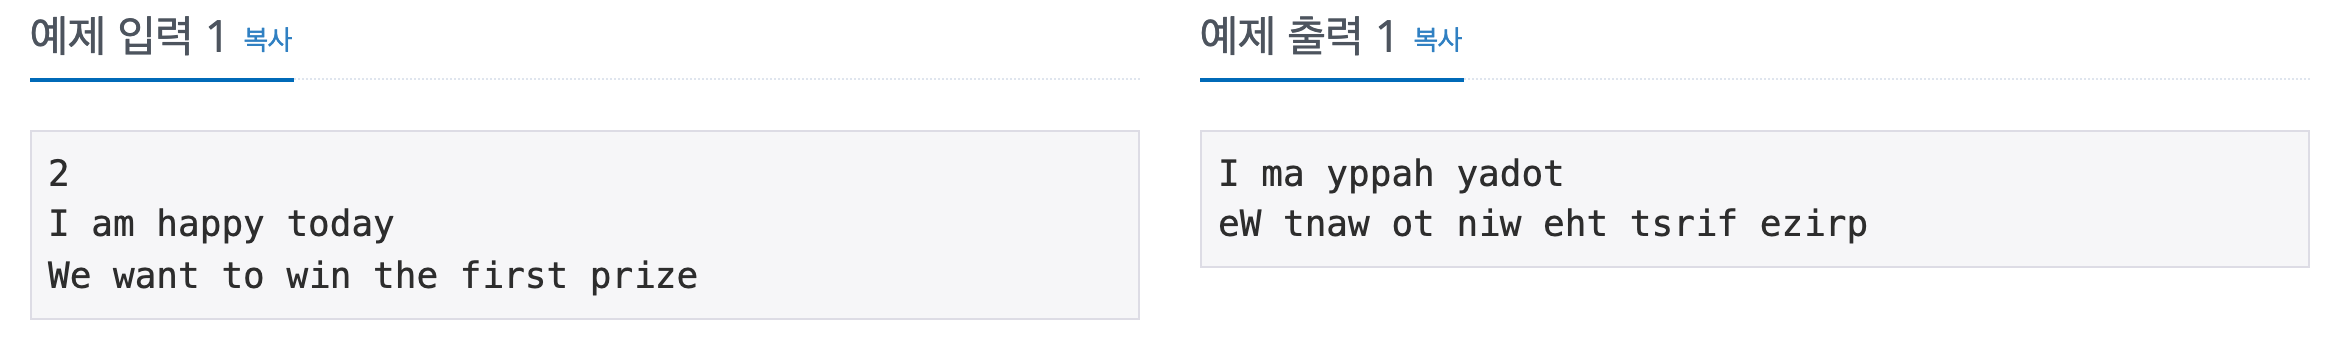 예제 입력 1 복사
2
I am happy today
We want to win the first prize
예제 출력 1 복사
I ma yppah yadot
eW tnaw ot niw eht tsrif ezirp